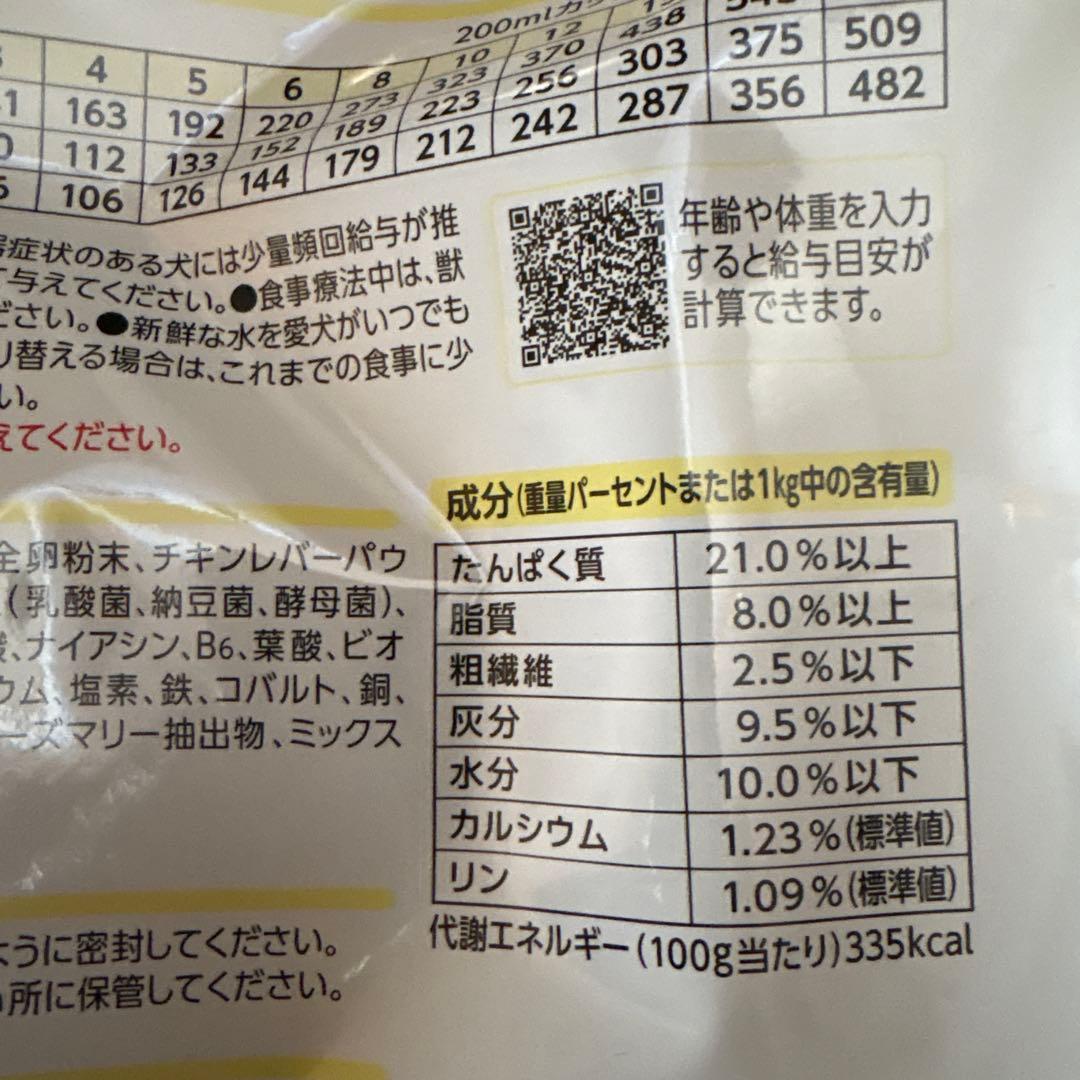 200mlカッ
4 5 6 8 10 12
163 192 220 273 323 370 438
112 133 152 189 223 256 303 375 509
106 126 144 179 212 242 287 356 482
症状のある犬には少量頻回給与が推
て与えてください。●食事療法中は、獣
ださい。●新鮮な水を愛犬がいつでも
り替える場合は、これまでの食事に少
い。
えてください。
年齢や体重を入力
すると給与目安が
計算できます。
全卵粉末、チキンレバーパウ
(乳酸菌、納豆菌、酵母菌)、
酸、ナイアシン、B6、葉酸、ビオ
ウム、塩素、鉄、コバルト、銅、
ーズマリー抽出物、ミックス
ように密封してください。
い所に保管してください。
成分(重量パーセントまたは1kg中の含有量)
たんぱく質 21.0%以上
脂質 8.0%以上
粗繊維 2.5%以下
灰分 9.5%以下
水分 10.0%以下
カルシウム 1.23%(標準値)
リン 1.09%(標準値)
代謝エネルギー(100g当たり)335kcal